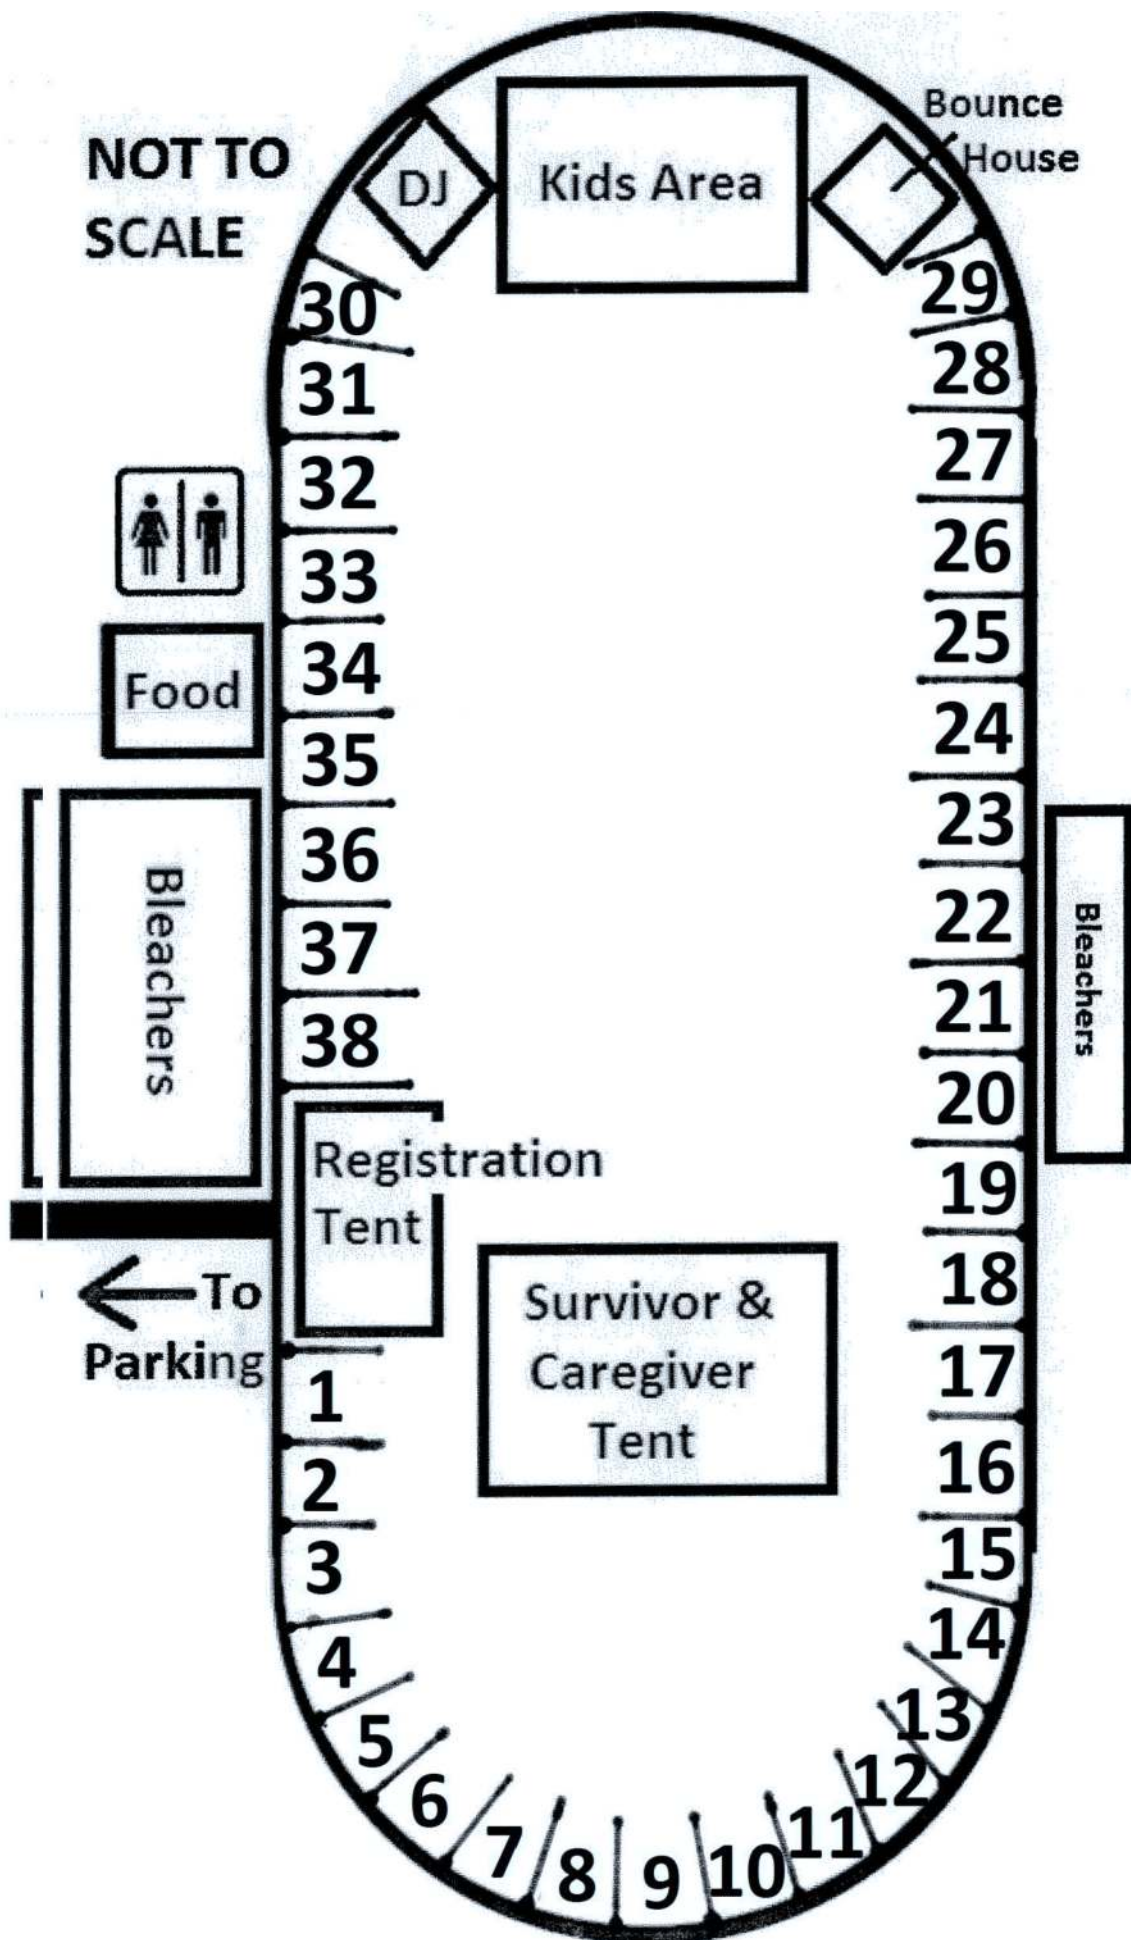 NOT TO
SCALE
DJ
Kids Area
Bounce
House
30
31
32
33
34
35
36
37
38
29
28
27
26
25
24
23
22
21
20
19
18
17
16
15
14
13
12
11
10
9
8
7
6
5
4
3
2
1
Food
Bleachers
Bleachers
Registration
Tent
To
Parking
Survivor &
Caregiver
Tent